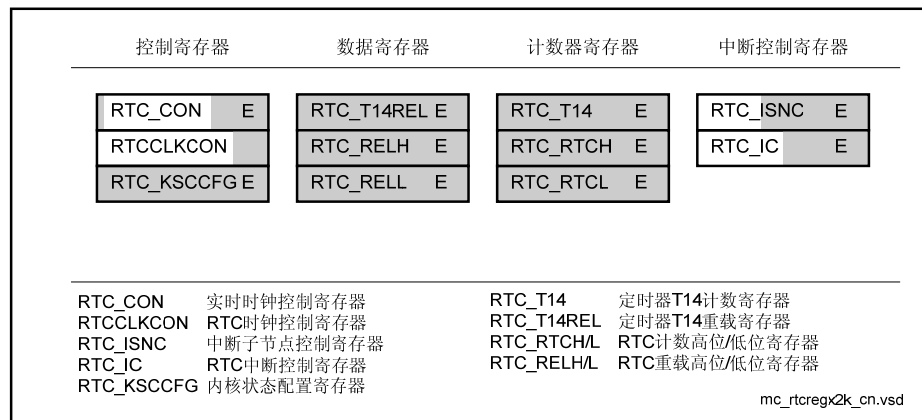 控制寄存器 数据寄存器 计数器寄存器 中断控制寄存器
RTC_CON E RTC_T14REL E RTC_T14 E RTC_ISNC E
RTCCLKCON RTC_RELH E RTC_RTCH E RTC_IC E
RTC_KSCCFG E RTC_RELL E RTC_RTCL E
RTC_CON 实时时钟控制寄存器 RTC_T14 定时器T14计数寄存器
RTCCLKCON RTC时钟控制寄存器 RTC_T14REL 定时器T14重载寄存器
RTC_ISNC 中断子节点控制寄存器 RTC_RTCH/L RTC计数高位/低位寄存器
RTC_IC RTC中断控制寄存器 RTC_RELH/L RTC重载高位/低位寄存器
RTC_KSCCFG 内核状态配置寄存器
mc_rtcregx2k_cn.vsd